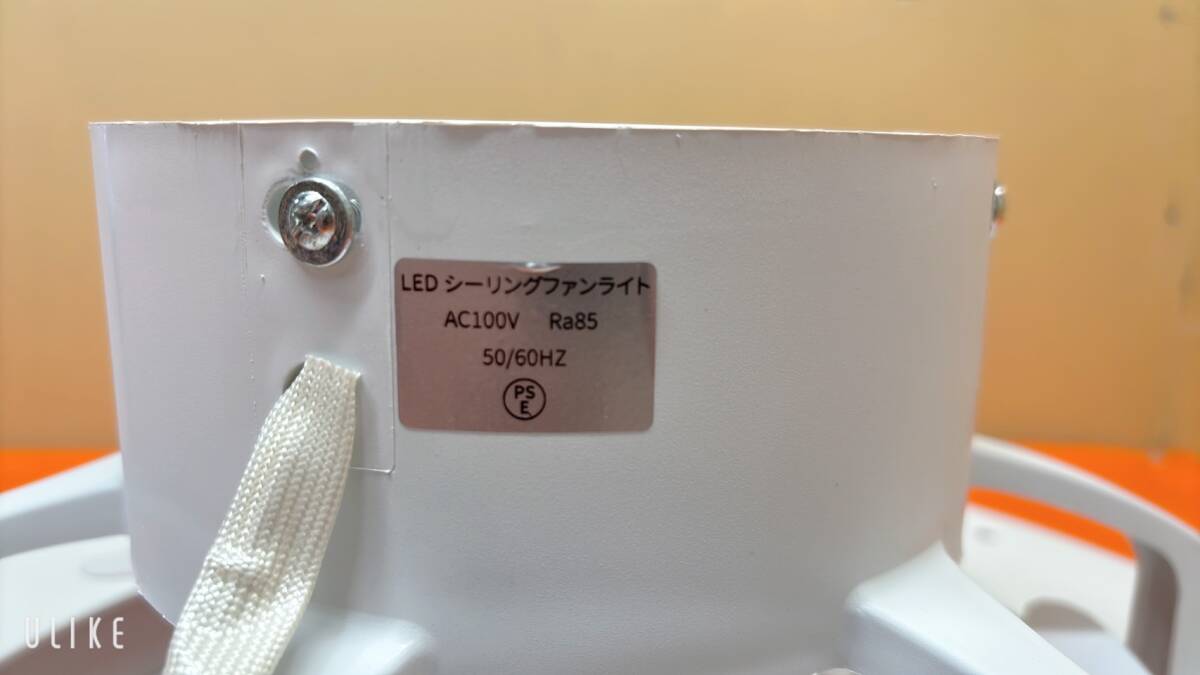 LED シーリングファンライト
AC100V Ra85
50/60HZ
PS
E
ULIKE